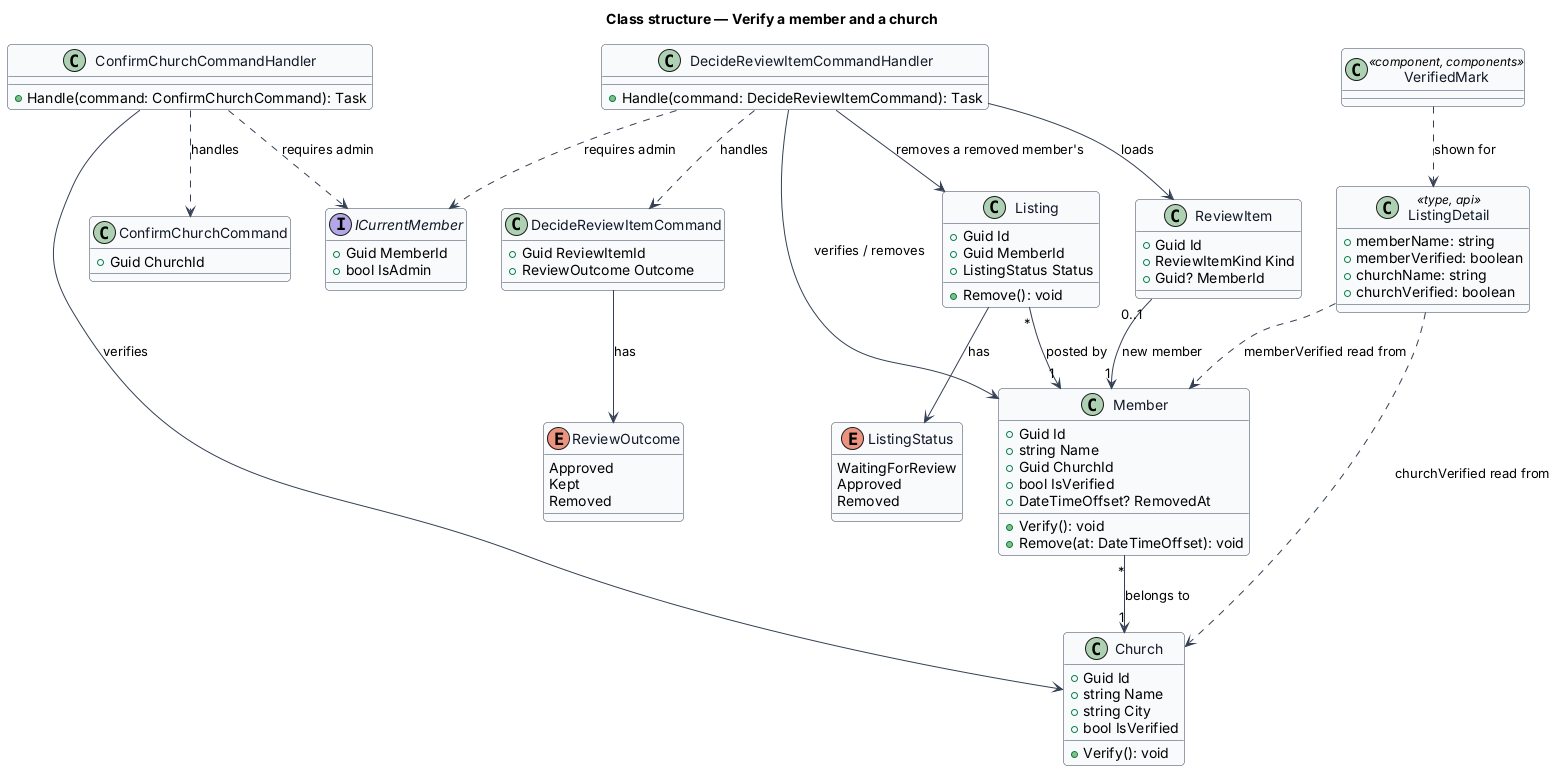 Class structure — Verify a member and a church
C ConfirmChurchCommandHandler
Handle(command: ConfirmChurchCommand): Task
C DecideReviewItemCommandHandler
Handle(command: DecideReviewItemCommand): Task
C «component, components»
VerifiedMark
handles
requires admin
requires admin
handles
removes a removed member's
loads
shown for
C ConfirmChurchCommand
Guid ChurchId
I ICurrentMember
Guid MemberId
bool IsAdmin
C DecideReviewItemCommand
Guid ReviewItemId
ReviewOutcome Outcome
verifies / removes
C Listing
Guid Id
Guid MemberId
ListingStatus Status
Remove(): void
C ReviewItem
Guid Id
ReviewItemKind Kind
Guid? MemberId
C «type, api»
ListingDetail
memberName: string
memberVerified: boolean
churchName: string
churchVerified: boolean
verifies
has
has
*
posted by
1
0..1
new member
1
memberVerified read from
E ReviewOutcome
Approved
Kept
Removed
E ListingStatus
WaitingForReview
Approved
Removed
C Member
Guid Id
string Name
Guid ChurchId
bool IsVerified
DateTimeOffset? RemovedAt
Verify(): void
Remove(at: DateTimeOffset): void
churchVerified read from
*
belongs to
1
C Church
Guid Id
string Name
string City
bool IsVerified
Verify(): void